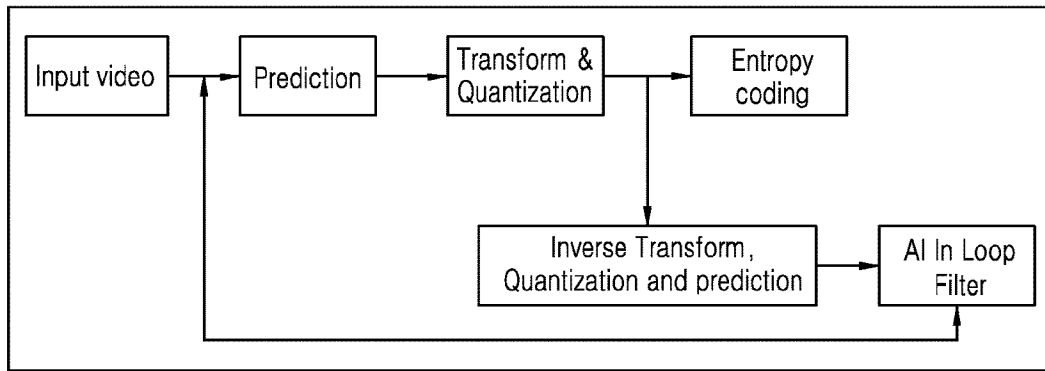 Input video
Prediction
Transform &
Quantization
Entropy
coding
Inverse Transform,
Quantization and prediction
AI In Loop
Filter